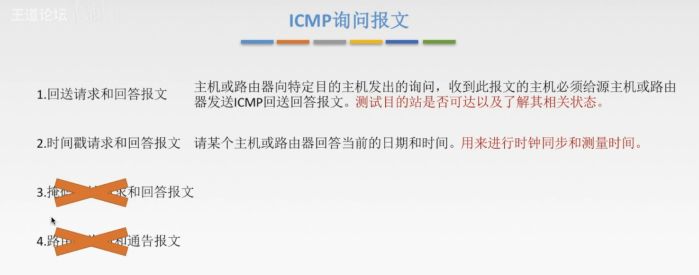 王道论坛
ICMP询问报文
1.回送请求和回答报文
主机或路由器向特定目的主机发出的询问，收到此报文的主机必须给源主机或路由
器发送ICMP回送回答报文。测试目的站是否可达以及了解其相关状态。
2.时间戳请求和回答报文 请某个主机或路由器回答当前的日期和时间。用来进行时钟同步和测量时间。
3.掩 求和回答报文
4.路 和通告报文